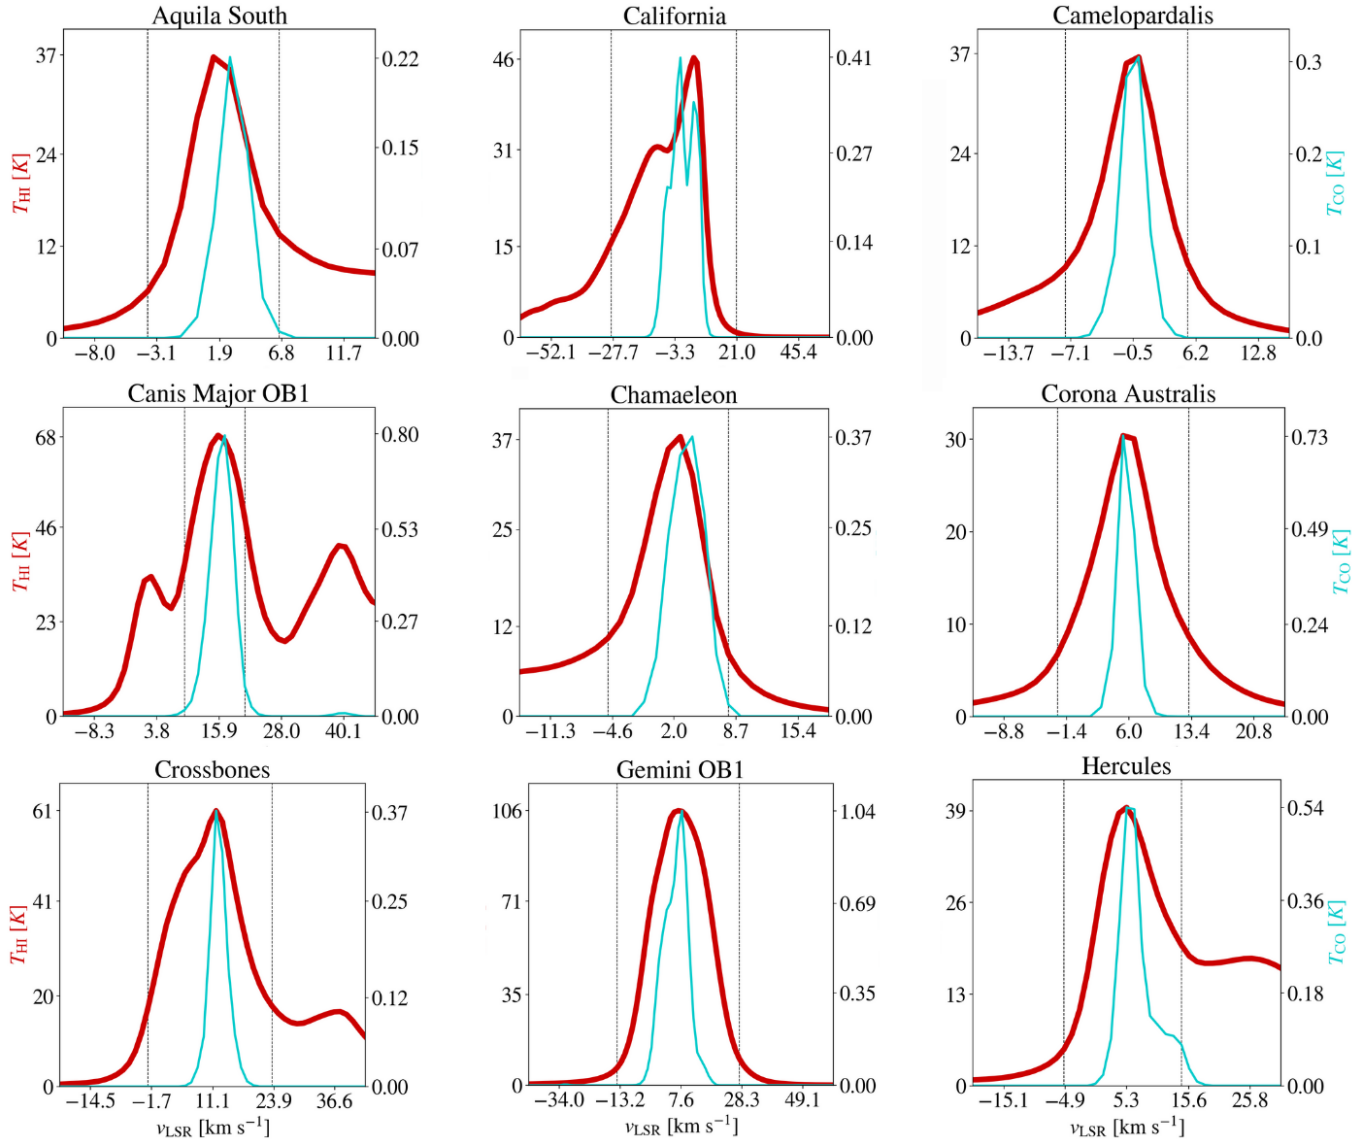 Aquila South
California
Camelopardalis
37
24
12
0
T_HI [K]
0.22
0.15
0.07
0.00
−8.0 −3.1 1.9 6.8 11.7
46
31
15
0
0.41
0.27
0.14
0.00
−52.1 −27.7 −3.3 21.0 45.4
37
24
12
0
0.3
0.2
0.1
0.0
T_CO [K]
−13.7 −7.1 −0.5 6.2 12.8
Canis Major OB1
Chamaeleon
Corona Australis
68
46
23
0
T_HI [K]
0.80
0.53
0.27
0.00
−8.3 3.8 15.9 28.0 40.1
37
25
12
0
0.37
0.25
0.12
0.00
−11.3 −4.6 2.0 8.7 15.4
30
20
10
0
0.73
0.49
0.24
0.00
T_CO [K]
−8.8 −1.4 6.0 13.4 20.8
Crossbones
Gemini OB1
Hercules
61
41
20
0
T_HI [K]
0.37
0.25
0.12
0.00
−14.5 −1.7 11.1 23.9 36.6
v_LSR [km s⁻¹]
106
71
35
0
1.04
0.69
0.35
0.00
−34.0 −13.2 7.6 28.3 49.1
v_LSR [km s⁻¹]
39
26
13
0
0.54
0.36
0.18
0.00
T_CO [K]
−15.1 −4.9 5.3 15.6 25.8
v_LSR [km s⁻¹]